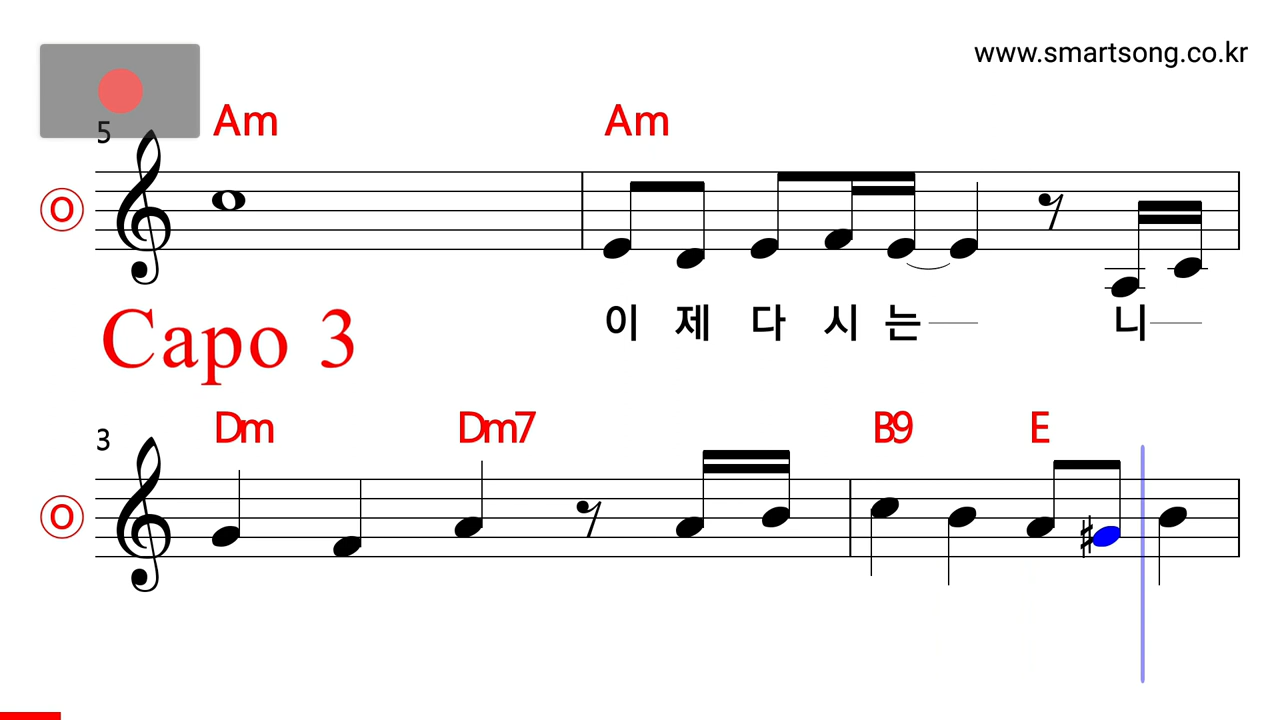 www.smartsong.co.kr
5 Am Am
O
이 제 다 시 는 니
Capo 3
3 Dm Dm7 B9 E
O